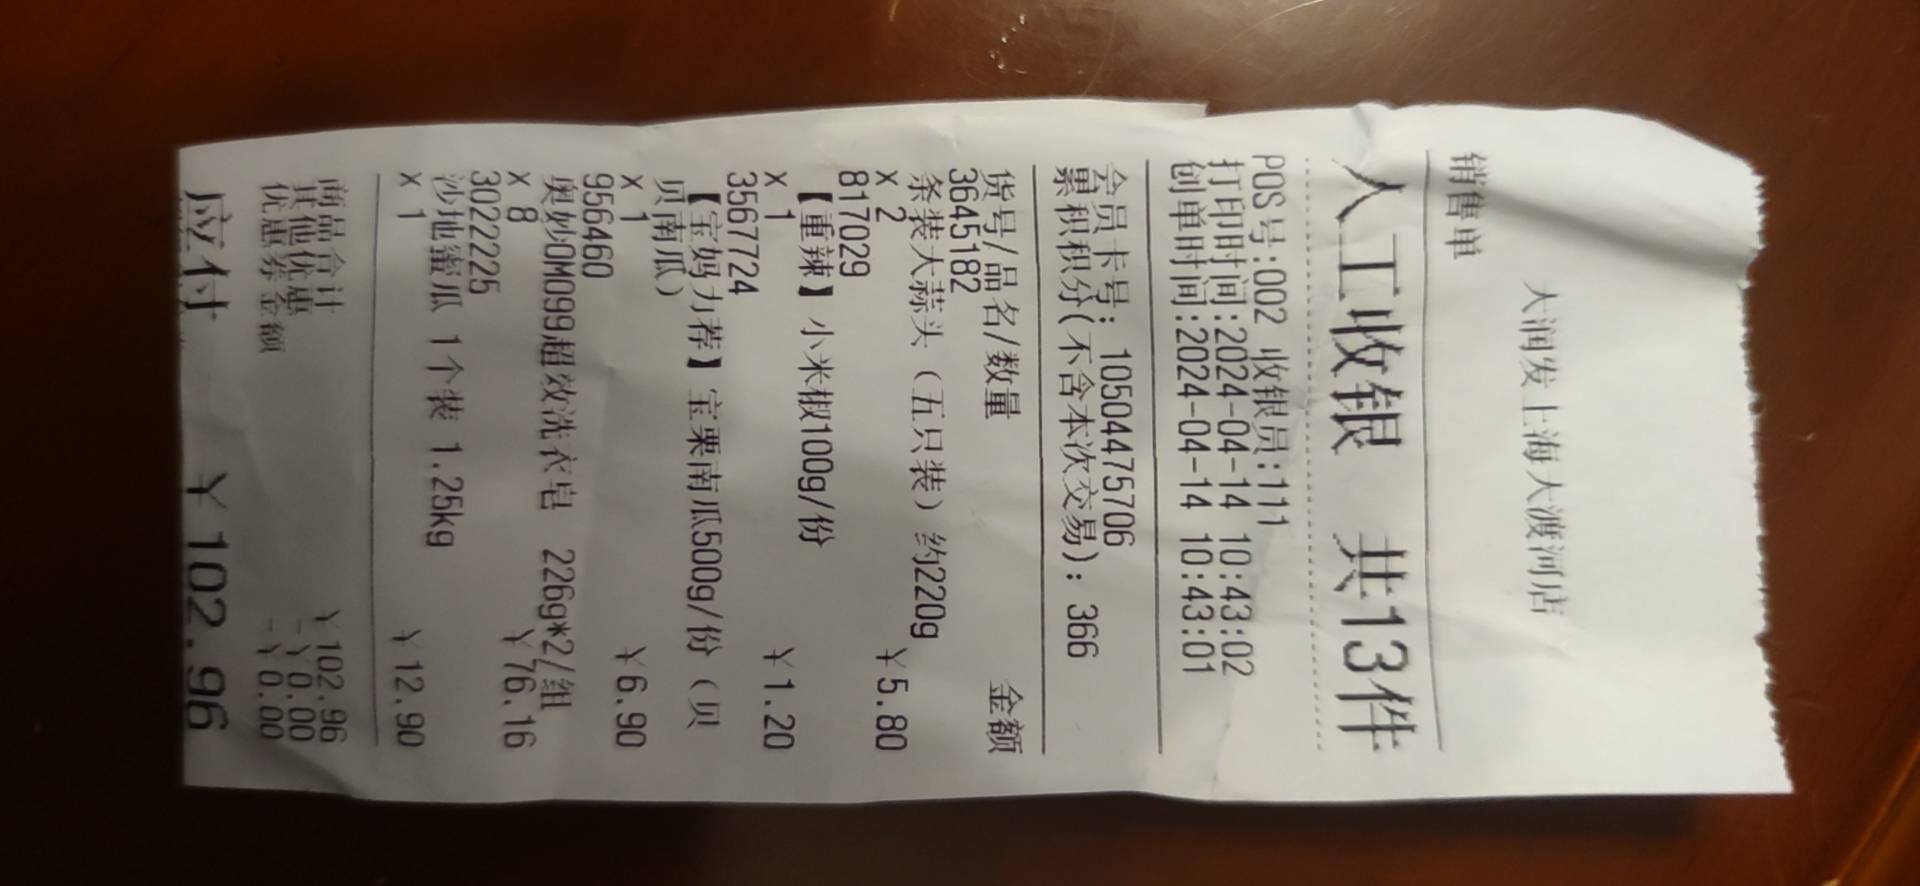 大润发上海大渡河店
销售单
人工收银 共13件
POS号:002 收银员:111
打印时间:2024-04-14 10:43:02
创单时间:2024-04-14 10:43:01
会员卡号: 1050447570​6
累积积分(不含本次交易): 366
货号/品名/数量 金额
3645182
条装大蒜头（五只装）约220g
x 2 ￥5.80
817029
【重辣】小米椒100g/份
x 1 ￥1.20
3567724
【宝妈力荐】宝栗南瓜500g/份（贝
贝南瓜）
x 1 ￥6.90
956460
奥妙OMO99超效洗衣皂 226g*2/组
x 8 ￥76.16
3022225
沙地蜜瓜 1个装 1.25kg
x 1 ￥12.90
商品合计 ￥102.96
其他优惠 -￥0.00
优惠券金额 -￥0.00
应付 ￥102.96